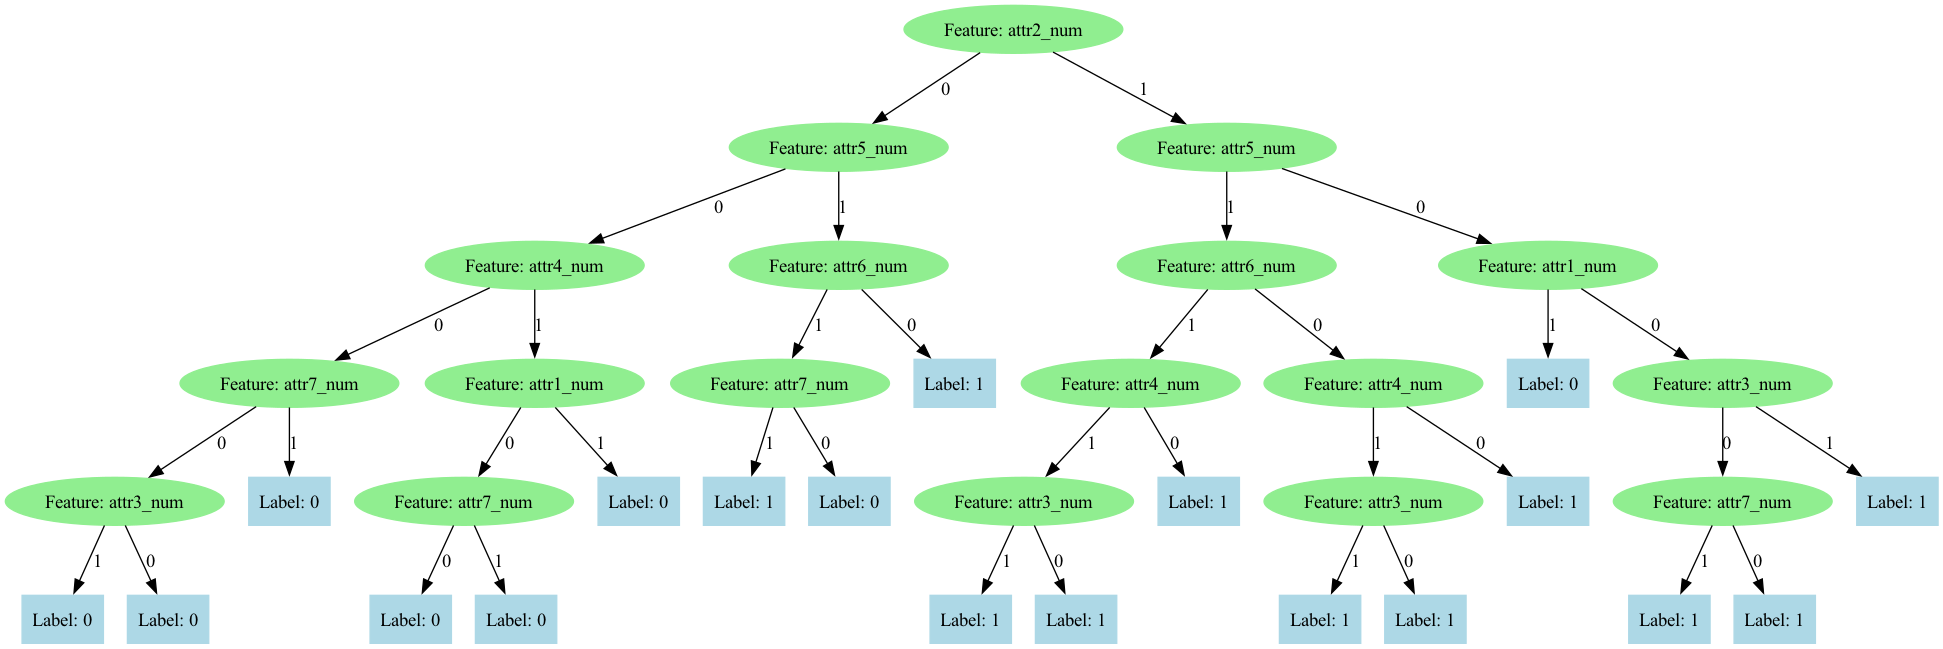 Feature: attr2_num
0
1
Feature: attr5_num
Feature: attr5_num
0
1
1
0
Feature: attr4_num
Feature: attr6_num
Feature: attr6_num
Feature: attr1_num
0
1
1
0
1
0
1
0
Feature: attr7_num
Feature: attr1_num
Feature: attr7_num
Label: 1
Feature: attr4_num
Feature: attr4_num
Label: 0
Feature: attr3_num
0
1
0
1
1
0
1
0
1
0
0
1
Feature: attr3_num
Label: 0
Feature: attr7_num
Label: 0
Label: 1
Label: 0
Feature: attr3_num
Label: 1
Feature: attr3_num
Label: 1
Feature: attr7_num
Label: 1
1
0
0
1
1
0
1
0
1
0
Label: 0
Label: 0
Label: 0
Label: 0
Label: 1
Label: 1
Label: 1
Label: 1
Label: 1
Label: 1